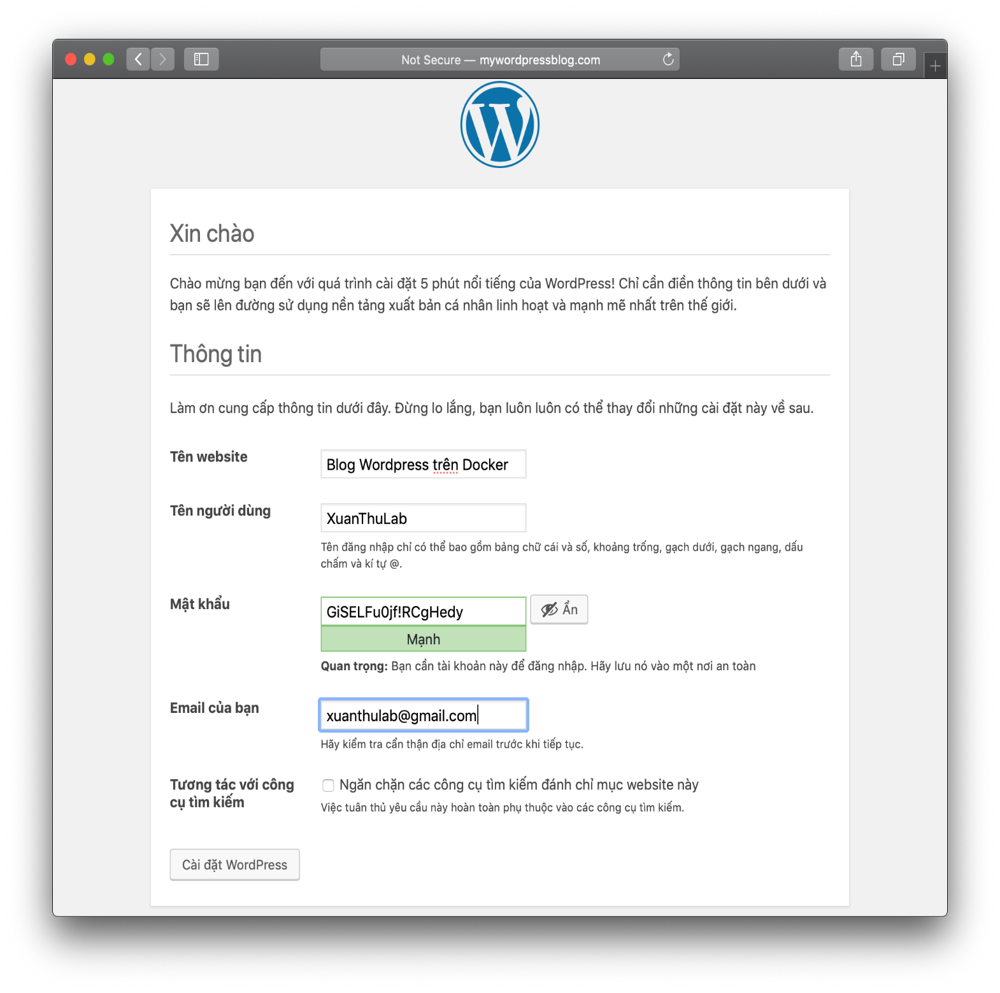 Not Secure — mywordpressblog.com
Xin chào
Chào mừng bạn đến với quá trình cài đặt 5 phút nổi tiếng của WordPress! Chỉ cần điền thông tin bên dưới và
bạn sẽ lên đường sử dụng nền tảng xuất bản cá nhân linh hoạt và mạnh mẽ nhất trên thế giới.
Thông tin
Làm ơn cung cấp thông tin dưới đây. Đừng lo lắng, bạn luôn luôn có thể thay đổi những cài đặt này về sau.
Tên website
Blog Wordpress trên Docker
Tên người dùng
XuanThuLab
Tên đăng nhập chỉ có thể bao gồm bảng chữ cái và số, khoảng trống, gạch dưới, gạch ngang, dấu
chấm và kí tự @.
Mật khẩu
GiSELFu0jf!RCgHedy
Ẩn
Mạnh
Quan trọng: Bạn cần tài khoản này để đăng nhập. Hãy lưu nó vào một nơi an toàn
Email của bạn
xuanthulab@gmail.com
Hãy kiểm tra cẩn thận địa chỉ email trước khi tiếp tục.
Tương tác với công
cụ tìm kiếm
Ngăn chặn các công cụ tìm kiếm đánh chỉ mục website này
Việc tuân thủ yêu cầu này hoàn toàn phụ thuộc vào các công cụ tìm kiếm.
Cài đặt WordPress